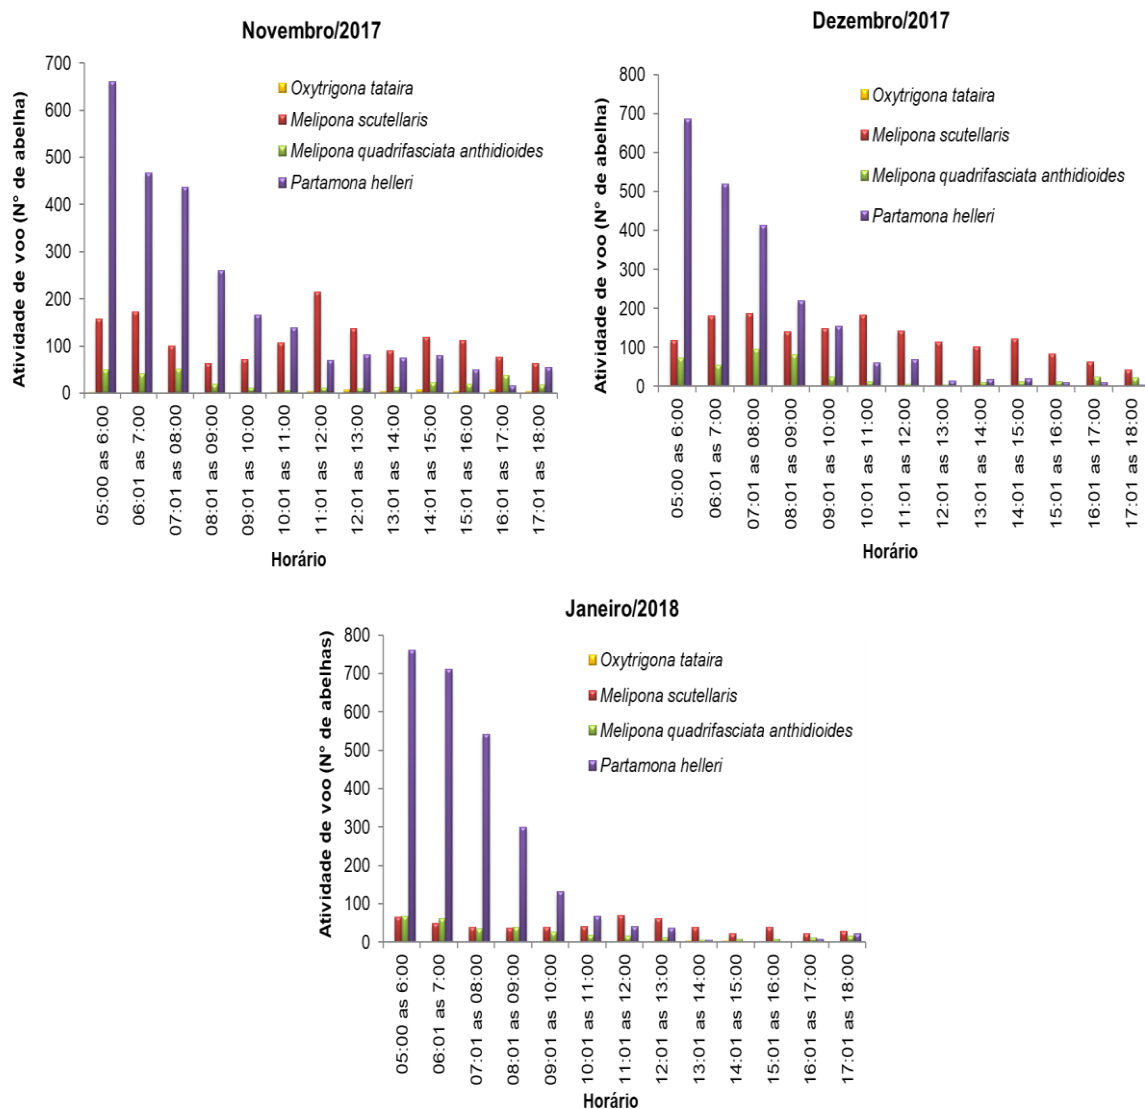 Novembro/2017
Atividade de voo (N° de abelha)
700
600
500
400
300
200
100
0
Oxytrigona tataira
Melipona scutellaris
Melipona quadrifasciata anthidioides
Partamona helleri
05:00 as 6:00
06:01 as 7:00
07:01 as 08:00
08:01 as 09:00
09:01 as 10:00
10:01 as 11:00
11:01 as 12:00
12:01 as 13:00
13:01 as 14:00
14:01 as 15:00
15:01 as 16:00
16:01 as 17:00
17:01 as 18:00
Horário
Dezembro/2017
Atividade de voo (N° de abelha)
800
700
600
500
400
300
200
100
0
Oxytrigona tataira
Melipona scutellaris
Melipona quadrifasciata anthidioides
Partamona helleri
05:00 as 6:00
06:01 as 7:00
07:01 as 08:00
08:01 as 09:00
09:01 as 10:00
10:01 as 11:00
11:01 as 12:00
12:01 as 13:00
13:01 as 14:00
14:01 as 15:00
15:01 as 16:00
16:01 as 17:00
17:01 as 18:00
Horário
Janeiro/2018
Atividade de voo (N° de abelhas)
800
700
600
500
400
300
200
100
0
Oxytrigona tataira
Melipona scutellaris
Melipona quadrifasciata anthidioides
Partamona helleri
05:00 as 6:00
06:01 as 7:00
07:01 as 08:00
08:01 as 09:00
09:01 as 10:00
10:01 as 11:00
11:01 as 12:00
12:01 as 13:00
13:01 as 14:00
14:01 as 15:00
15:01 as 16:00
16:01 as 17:00
17:01 as 18:00
Horário